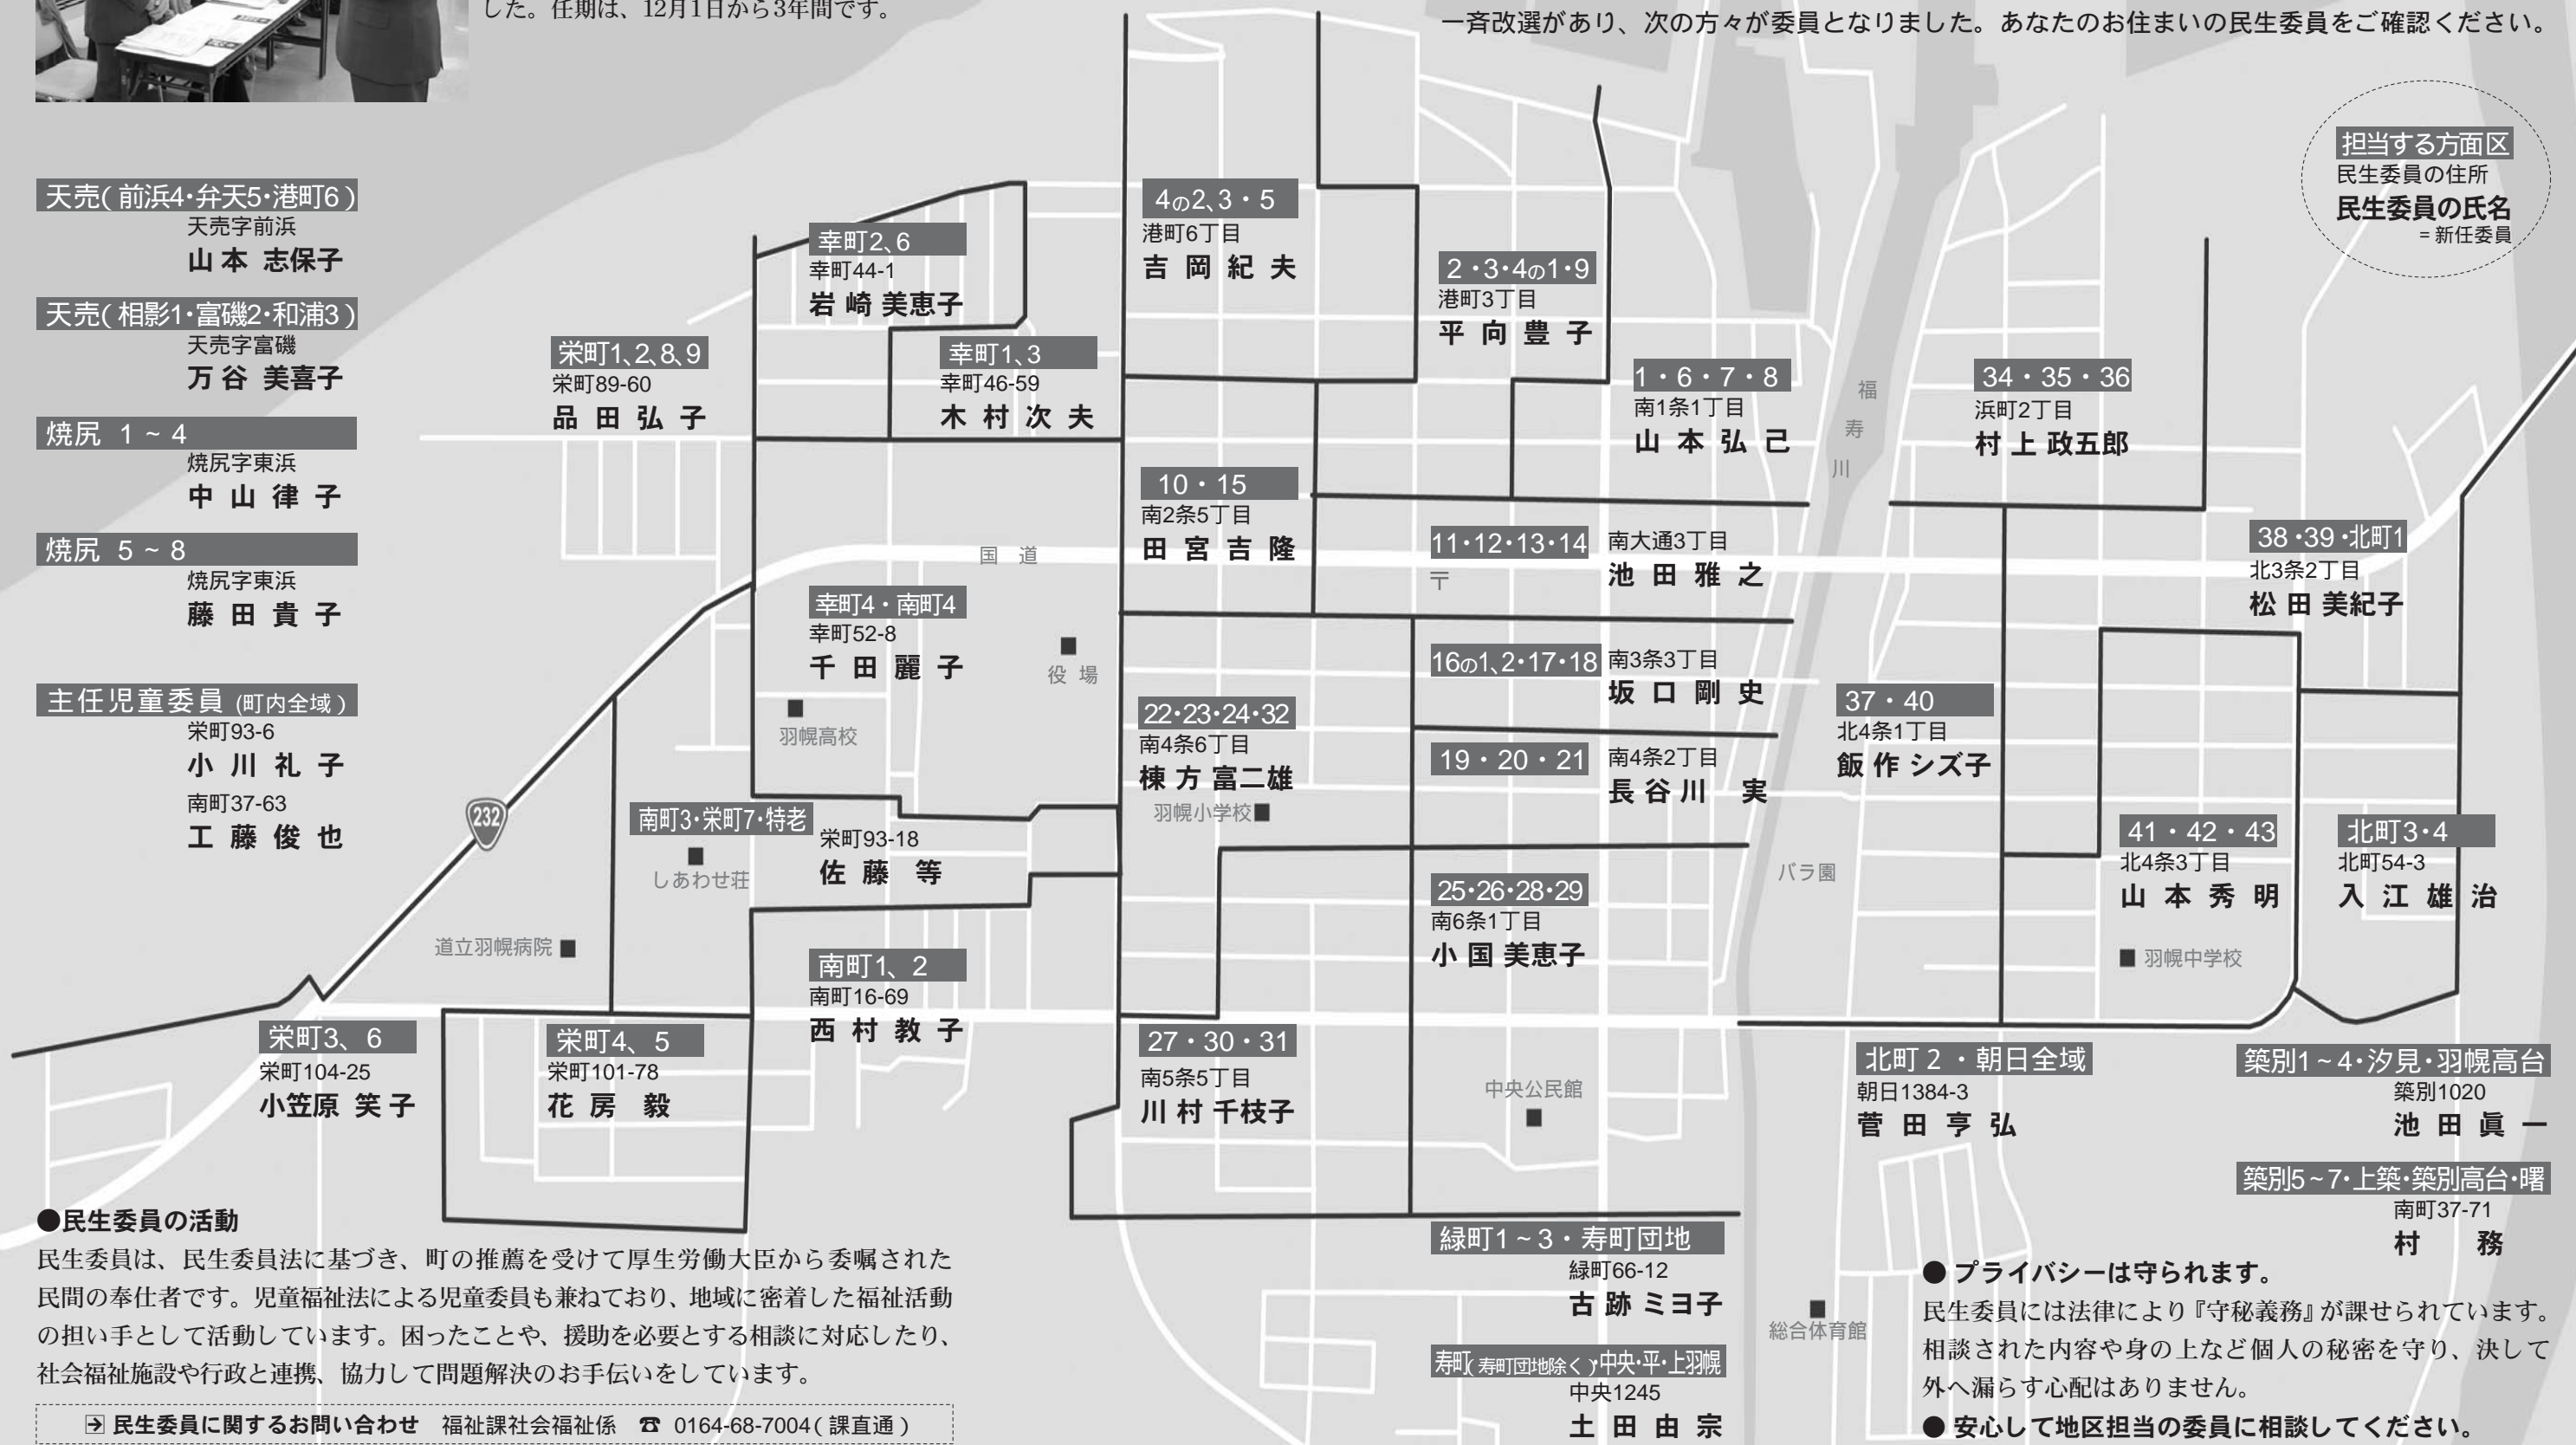 した。任期は、12月1日から3年間です。
一斉改選があり、次の方々が委員となりました。あなたのお住まいの民生委員をご確認ください。
担当する方面区
民生委員の住所
民生委員の氏名
= 新任委員
天売(前浜4・弁天5・港町6)
天売字前浜
山本 志保子
天売(相影1・富磯2・和浦3)
天売字富磯
万谷 美喜子
焼尻 1~4
焼尻字東浜
中山律子
焼尻 5~8
焼尻字東浜
藤田貴子
主任児童委員(町内全域)
栄町93-6
小川礼子
南町37-63
工藤俊也
幸町2、6
幸町44-1
岩崎美恵子
栄町1、2、8、9
栄町89-60
品田弘子
幸町1、3
幸町46-59
木村次夫
4の2、3・5
港町6丁目
吉岡紀夫
2・3・4の1・9
港町3丁目
平向豊子
1・6・7・8
南1条1丁目
山本弘己
福寿川
34・35・36
浜町2丁目
村上政五郎
10・15
南2条5丁目
田宮吉隆
国道
11・12・13・14
南大通3丁目
池田雅之
〒
38・39・北町1
北3条2丁目
松田美紀子
幸町4・南町4
幸町52-8
千田麗子
役場
羽幌高校
16の1、2・17・18
南3条3丁目
坂口剛史
22・23・24・32
南4条6丁目
棟方富二雄
羽幌小学校
19・20・21
南4条2丁目
長谷川 実
37・40
北4条1丁目
飯作シズ子
232
南町3・栄町7・特老
栄町93-18
佐藤 等
しあわせ荘
バラ園
41・42・43
北4条3丁目
山本秀明
北町3・4
北町54-3
入江雄治
25・26・28・29
南6条1丁目
小国美恵子
道立羽幌病院
羽幌中学校
南町1、2
南町16-69
西村教子
栄町3、6
栄町104-25
小笠原 笑子
栄町4、5
栄町101-78
花房 毅
27・30・31
南5条5丁目
川村千枝子
中央公民館
北町2・朝日全域
朝日1384-3
菅田亨弘
築別1~4・汐見・羽幌高台
築別1020
池田眞一
築別5~7・上築・築別高台・曙
南町37-71
村 務
緑町1~3・寿町団地
緑町66-12
古跡ミヨ子
総合体育館
寿町(寿町団地除く)・中央・平・上羽幌
中央1245
土田由宗
●民生委員の活動
民生委員は、民生委員法に基づき、町の推薦を受けて厚生労働大臣から委嘱された
民間の奉仕者です。児童福祉法による児童委員も兼ねており、地域に密着した福祉活動
の担い手として活動しています。困ったことや、援助を必要とする相談に対応したり、
社会福祉施設や行政と連携、協力して問題解決のお手伝いをしています。
民生委員に関するお問い合わせ 福祉課社会福祉係 ☎ 0164-68-7004(課直通)
● プライバシーは守られます。
民生委員には法律により『守秘義務』が課せられています。
相談された内容や身の上など個人の秘密を守り、決して
外へ漏らす心配はありません。
● 安心して地区担当の委員に相談してください。